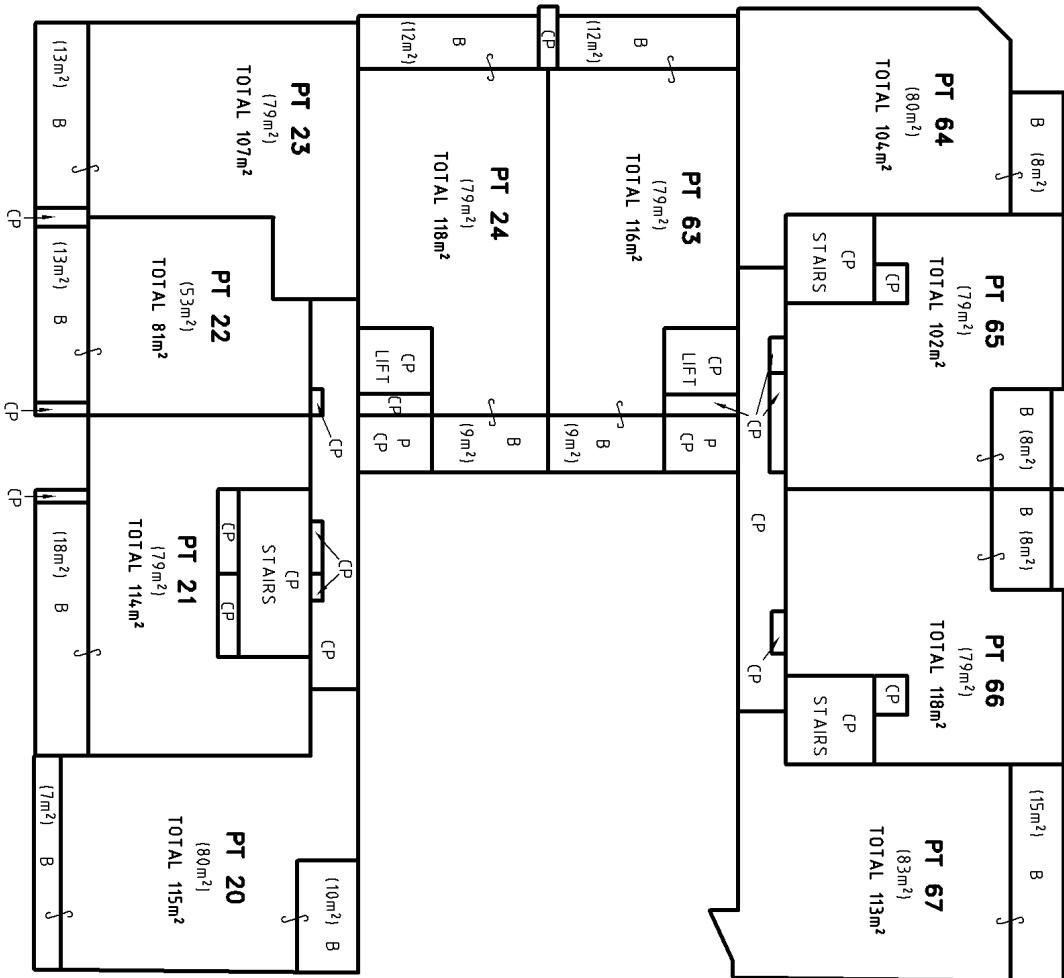 PT 23
(79m²)
TOTAL 107m²
(13m²) B
CP
PT 22
(53m²)
TOTAL 81m²
(13m²) B
CP
CP
PT 21
(79m²)
TOTAL 114m²
(18m²) B
CP
CP
STAIRS
CP
CP
CP
CP
PT 20
(80m²)
TOTAL 115m²
(7m²) B
(10m²) B
(12m²) B
CP
(12m²) B
PT 24
(79m²)
TOTAL 118m²
PT 63
(79m²)
TOTAL 116m²
CP
LIFT
CP
P
CP
B
(9m²)
B
(9m²)
CP
LIFT
P
CP
CP
CP
CP
PT 64
(80m²)
TOTAL 104m²
B (8m²)
PT 65
(79m²)
TOTAL 102m²
CP
STAIRS
CP
B (8m²)
B (8m²)
PT 66
(79m²)
TOTAL 118m²
CP
STAIRS
CP
PT 67
(83m²)
TOTAL 113m²
(15m²) B